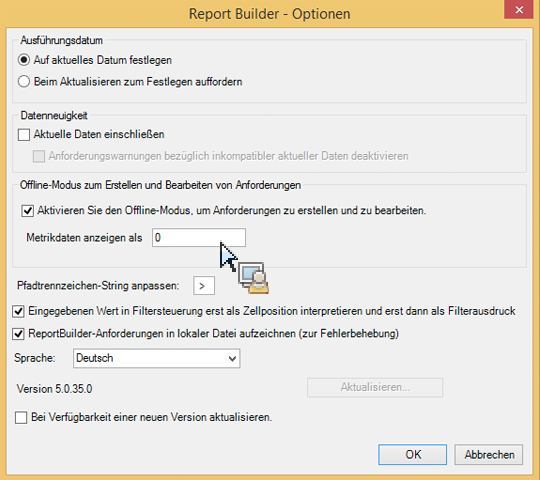 Report Builder - Optionen
Ausführungsdatum
Auf aktuelles Datum festlegen
Beim Aktualisieren zum Festlegen auffordern
Datenneuigkeit
Aktuelle Daten einschließen
Anforderungswarnungen bezüglich inkompatibler aktueller Daten deaktivieren
Offline-Modus zum Erstellen und Bearbeiten von Anforderungen
Aktivieren Sie den Offline-Modus, um Anforderungen zu erstellen und zu bearbeiten.
Metrikdaten anzeigen als 0
Pfadtrennzeichen-String anpassen: >
Eingegebenen Wert in Filtersteuerung erst als Zellposition interpretieren und erst dann als Filterausdruck
ReportBuilder-Anforderungen in lokaler Datei aufzeichnen (zur Fehlerbehebung)
Sprache: Deutsch
Version 5.0.35.0 Aktualisieren...
Bei Verfügbarkeit einer neuen Version aktualisieren.
OK Abbrechen